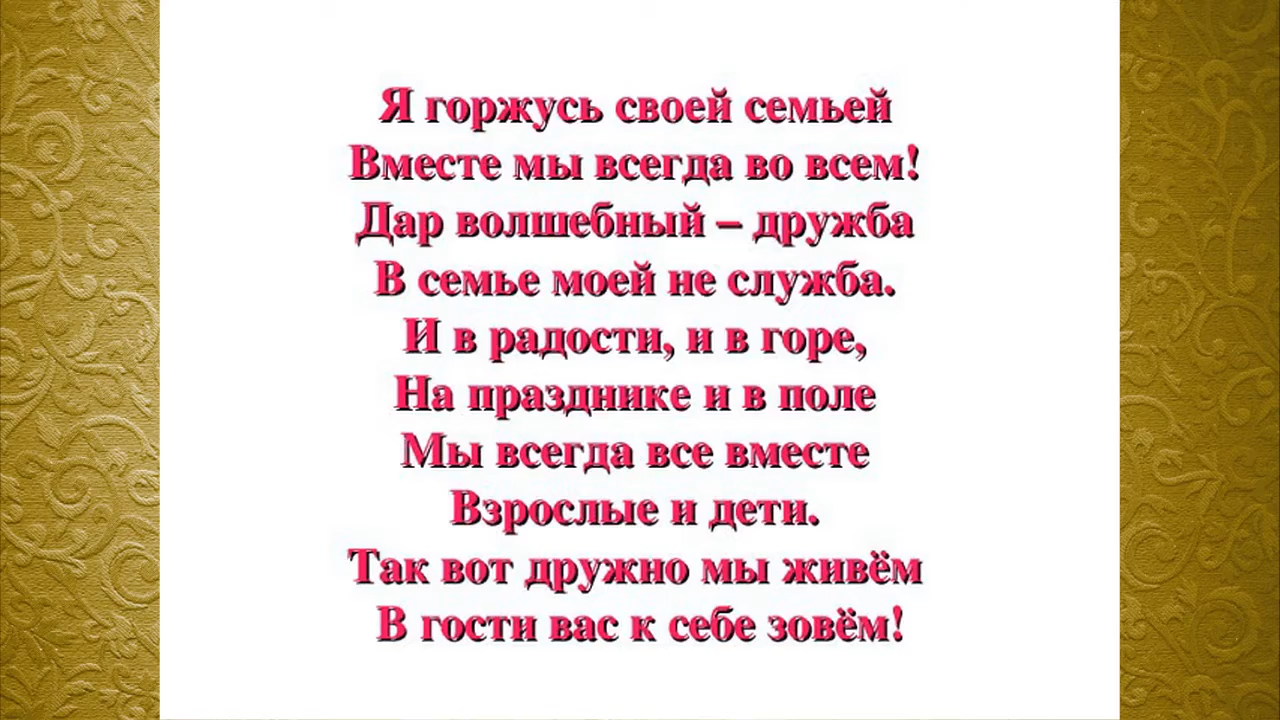 Я горжусь своей семьей
Вместе мы всегда во всем!
Дар волшебный – дружба
В семье моей не служба.
И в радости, и в горе,
На празднике и в поле
Мы всегда все вместе
Взрослые и дети.
Так вот дружно мы живём
В гости вас к себе зовём!